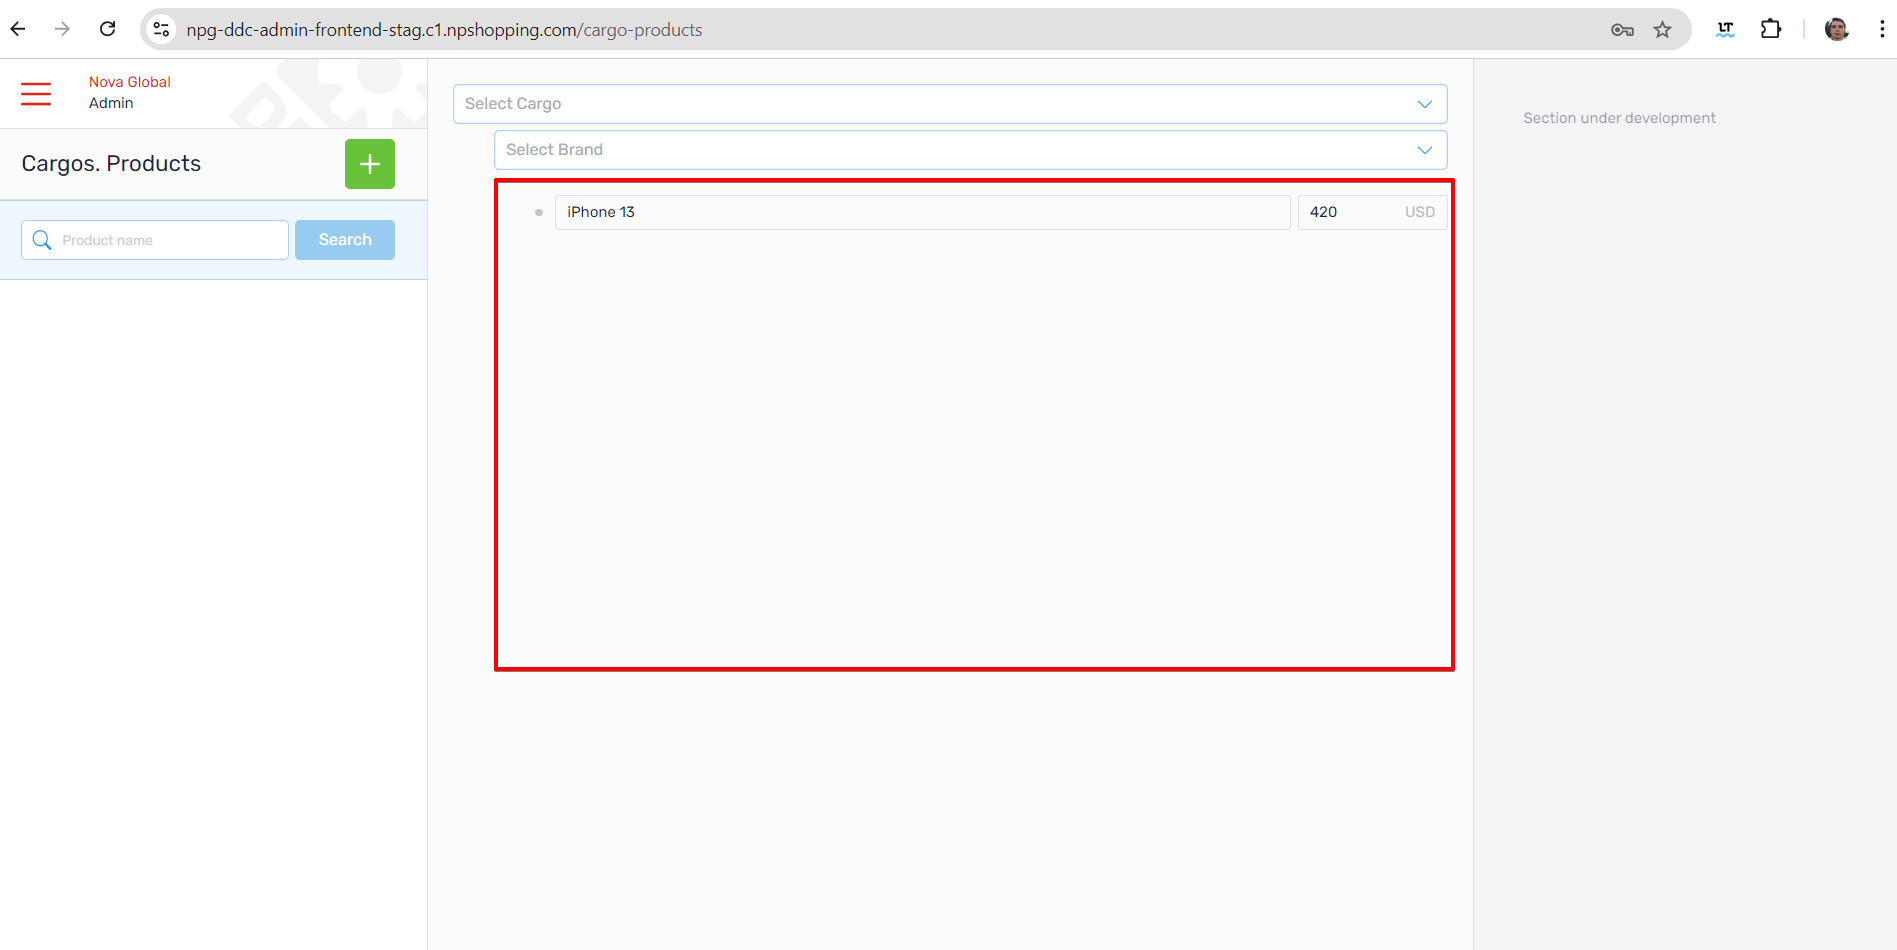 npg-ddc-admin-frontend-stag.c1.npshopping.com/cargo-products
LT
Nova Global
Admin
Cargos. Products
Product name
Search
Select Cargo
Select Brand
iPhone 13
420 USD
Section under development